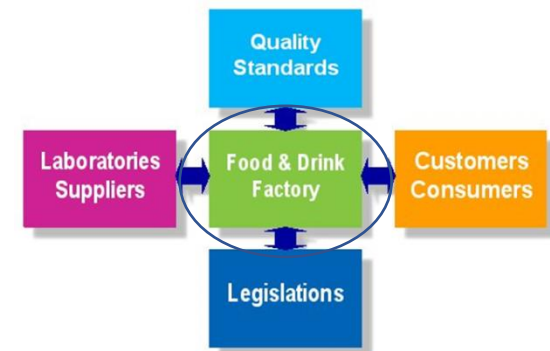 Quality
Standards
Laboratories
Suppliers
Food & Drink
Factory
Customers
Consumers
Legislations